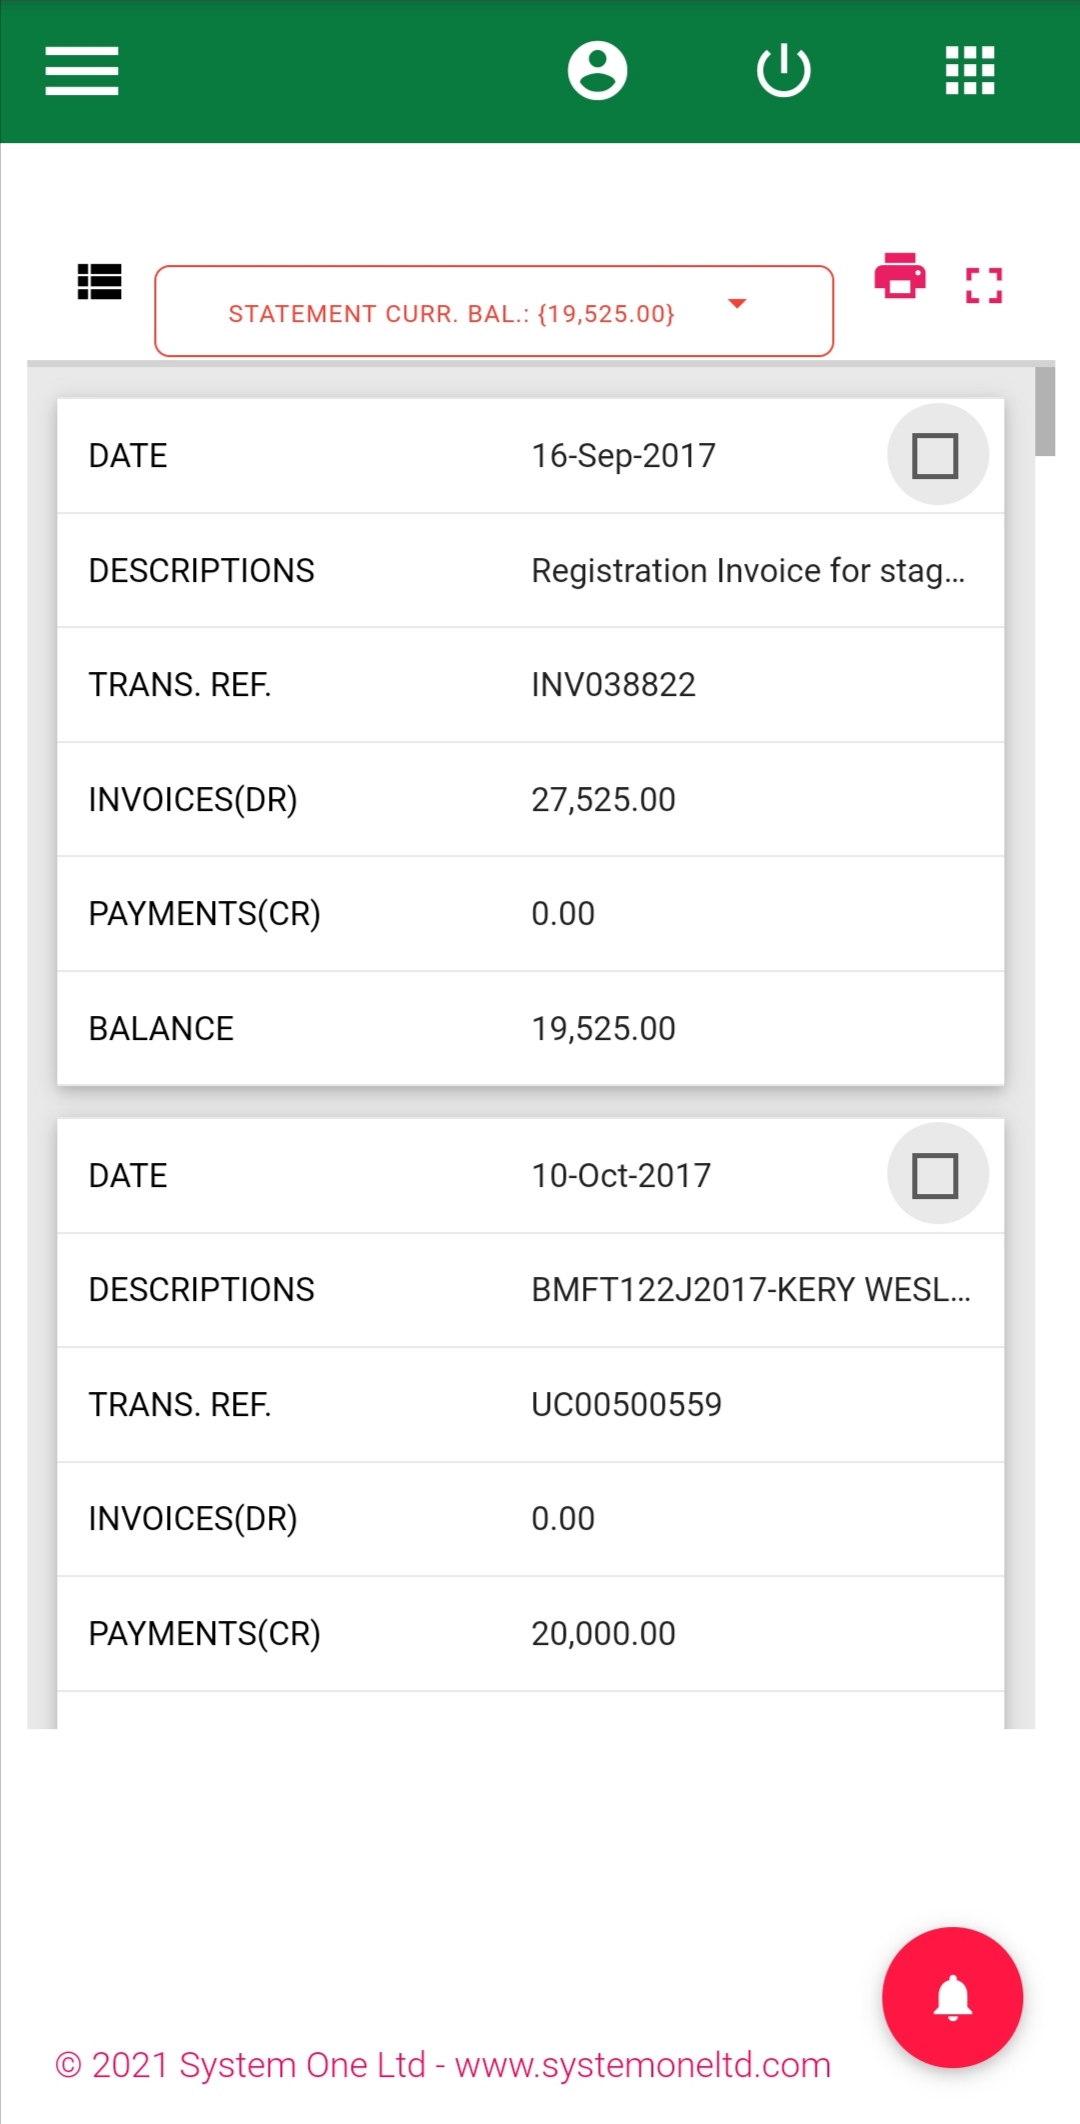 STATEMENT CURR. BAL.: {19,525.00}
DATE 16-Sep-2017
DESCRIPTIONS Registration Invoice for stag...
TRANS. REF. INV038822
INVOICES(DR) 27,525.00
PAYMENTS(CR) 0.00
BALANCE 19,525.00
DATE 10-Oct-2017
DESCRIPTIONS BMFT122J2017-KERY WESL...
TRANS. REF. UC00500559
INVOICES(DR) 0.00
PAYMENTS(CR) 20,000.00
© 2021 System One Ltd - www.systemoneltd.com